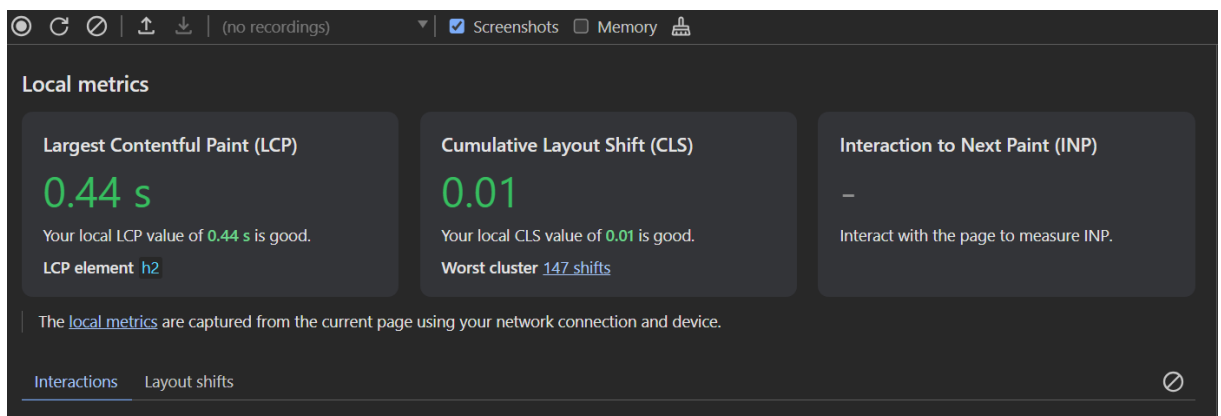 (no recordings) Screenshots Memory
Local metrics
Largest Contentful Paint (LCP)
0.44 s
Your local LCP value of 0.44 s is good.
LCP element h2
Cumulative Layout Shift (CLS)
0.01
Your local CLS value of 0.01 is good.
Worst cluster 147 shifts
Interaction to Next Paint (INP)
-
Interact with the page to measure INP.
The local metrics are captured from the current page using your network connection and device.
Interactions Layout shifts